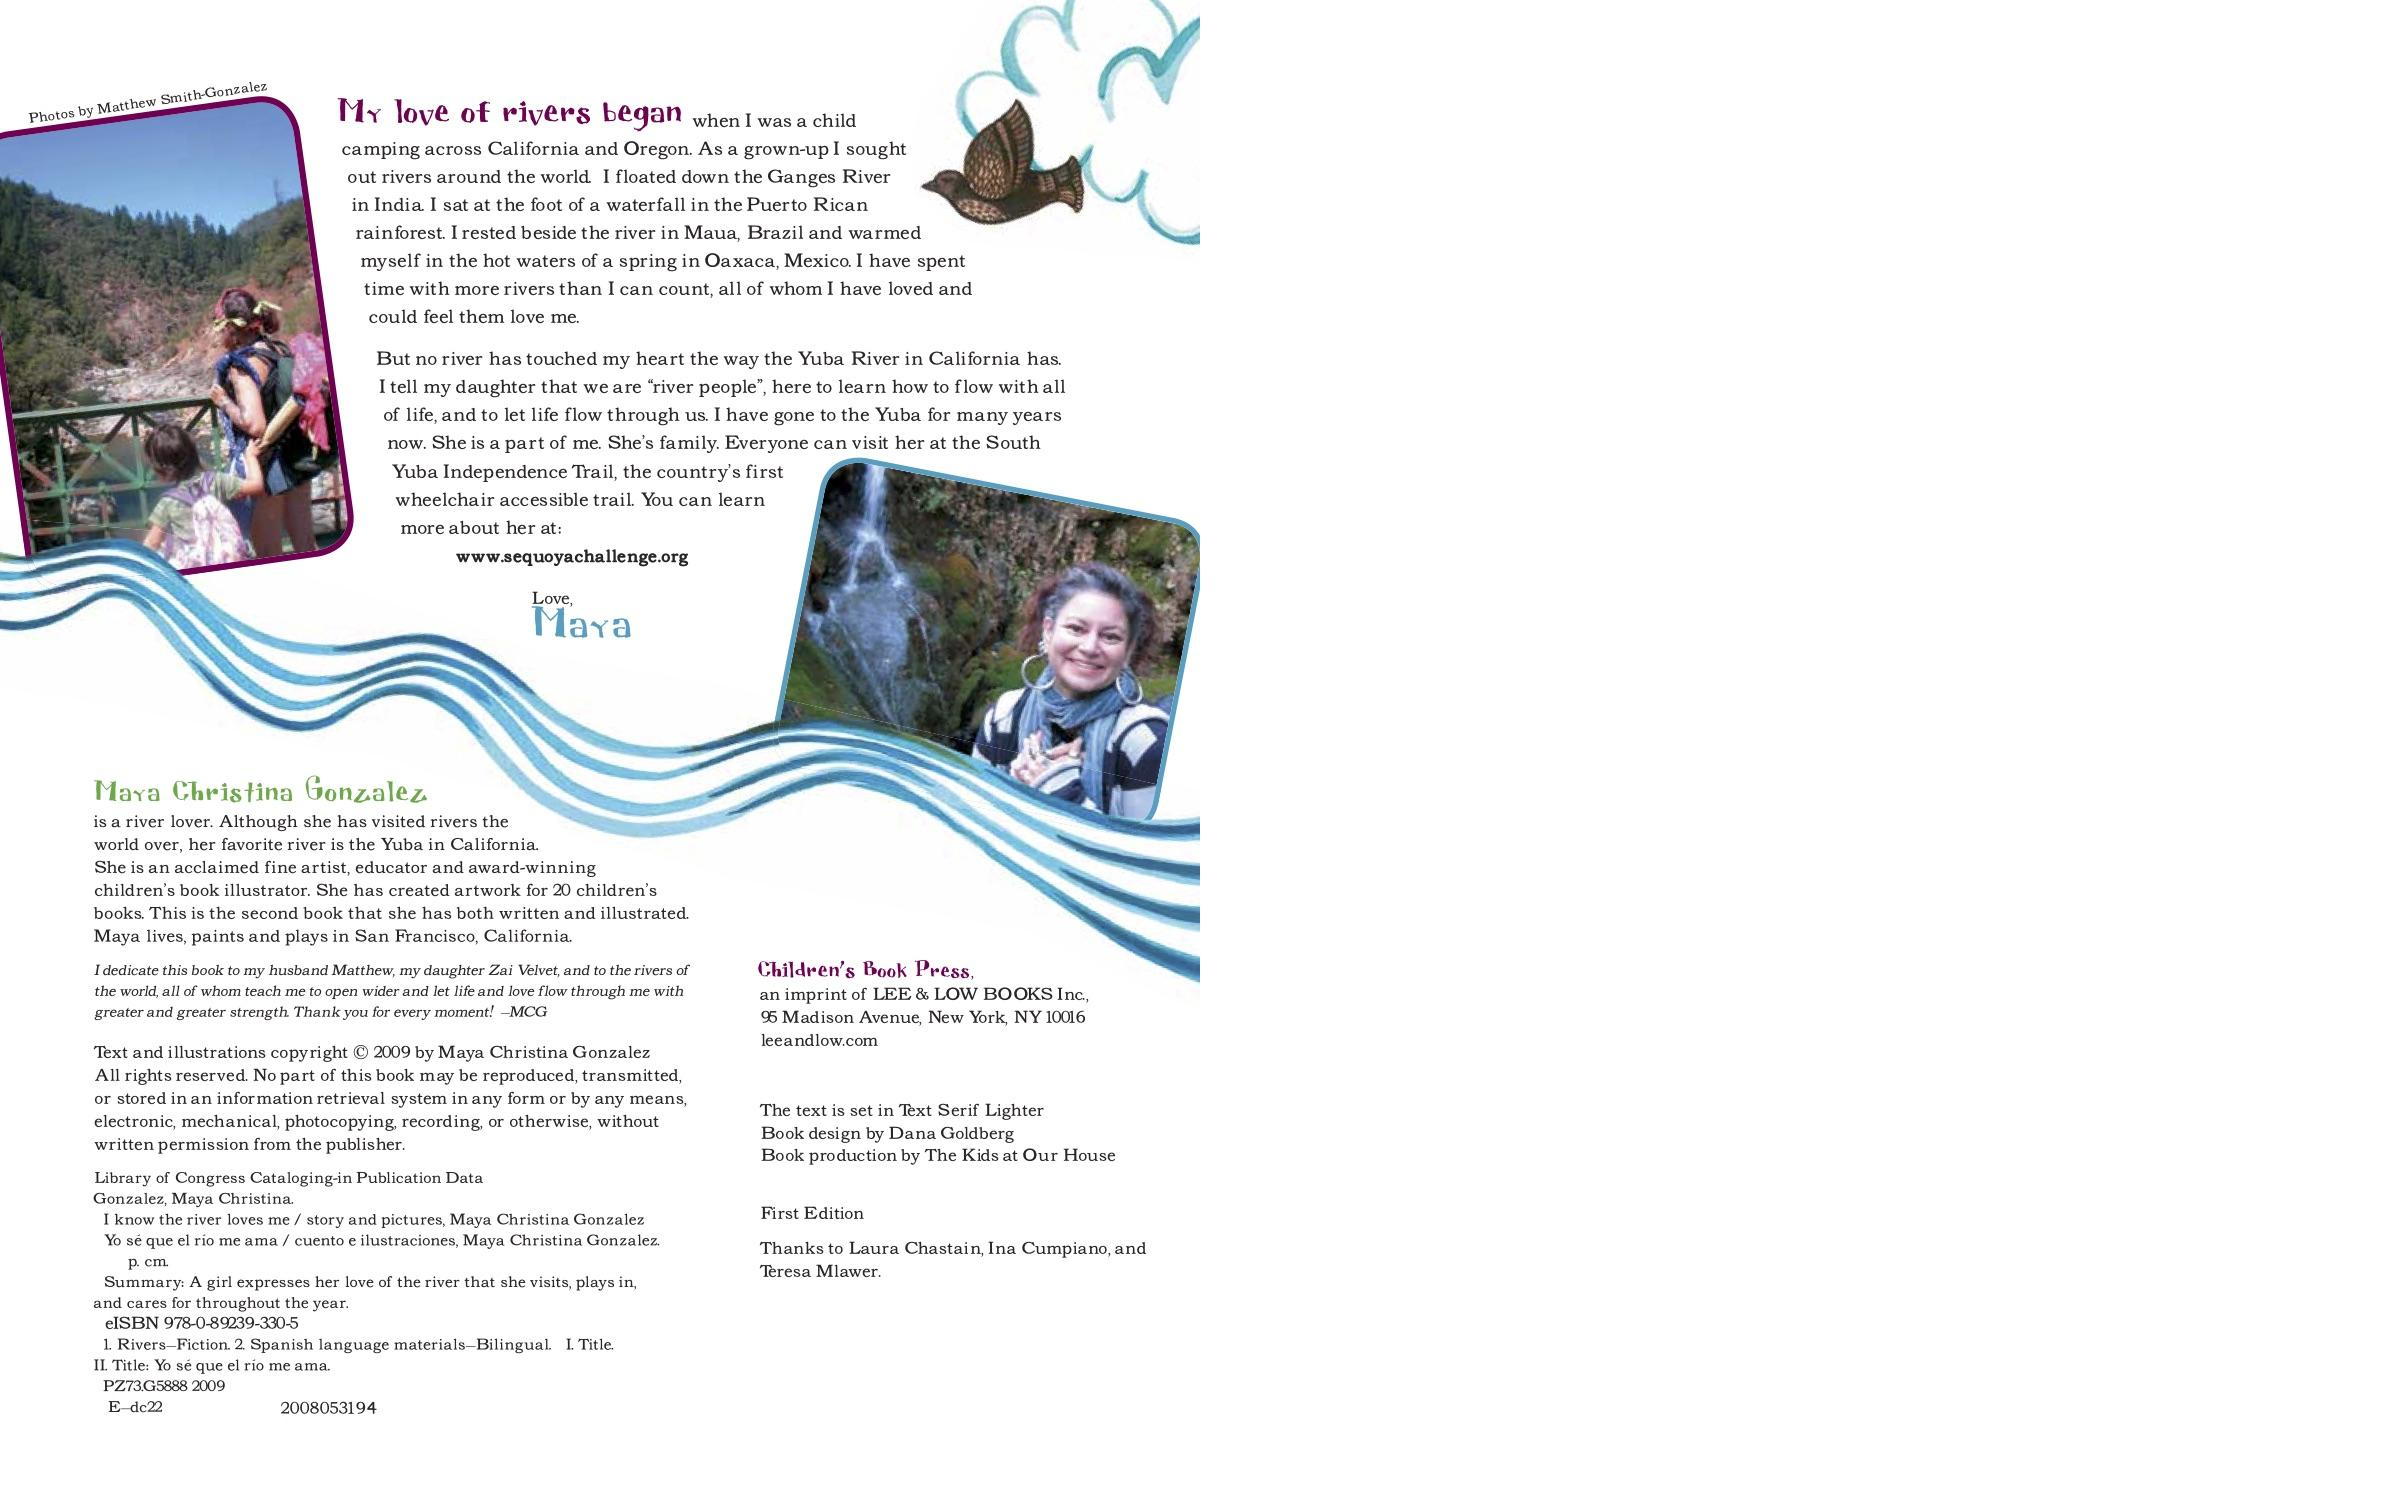 Photos by Matthew Smith-Gonzalez
My love of rivers began when I was a child
camping across California and Oregon. As a grown-up I sought
out rivers around the world. I floated down the Ganges River
in India. I sat at the foot of a waterfall in the Puerto Rican
rainforest. I rested beside the river in Maua, Brazil and warmed
myself in the hot waters of a spring in Oaxaca, Mexico. I have spent
time with more rivers than I can count, all of whom I have loved and
could feel them love me.
But no river has touched my heart the way the Yuba River in California has.
I tell my daughter that we are “river people”, here to learn how to flow with all
of life, and to let life flow through us. I have gone to the Yuba for many years
now. She is a part of me. She’s family. Everyone can visit her at the South
Yuba Independence Trail, the country’s first
wheelchair accessible trail. You can learn
more about her at:
www.sequoyachallenge.org
Love,
Maya
Maya Christina Gonzalez
is a river lover. Although she has visited rivers the
world over, her favorite river is the Yuba in California.
She is an acclaimed fine artist, educator and award-winning
children’s book illustrator. She has created artwork for 20 children’s
books. This is the second book that she has both written and illustrated.
Maya lives, paints and plays in San Francisco, California.
I dedicate this book to my husband Matthew, my daughter Zai Velvet, and to the rivers of
the world, all of whom teach me to open wider and let life and love flow through me with
greater and greater strength. Thank you for every moment! —MCG
Text and illustrations copyright © 2009 by Maya Christina Gonzalez
All rights reserved. No part of this book may be reproduced, transmitted,
or stored in an information retrieval system in any form or by any means,
electronic, mechanical, photocopying, recording, or otherwise, without
written permission from the publisher.
Library of Congress Cataloging-in Publication Data
Gonzalez, Maya Christina.
I know the river loves me / story and pictures, Maya Christina Gonzalez
Yo sé que el río me ama / cuento e ilustraciones, Maya Christina Gonzalez.
p. cm.
Summary: A girl expresses her love of the river that she visits, plays in,
and cares for throughout the year.
eISBN 978-0-89239-330-5
1. Rivers—Fiction. 2. Spanish language materials—Bilingual. I. Title.
II. Title: Yo sé que el río me ama.
PZ73.G5888 2009
E—dc22 2008053194
Children’s Book Press,
an imprint of LEE & LOW BOOKS Inc.,
95 Madison Avenue, New York, NY 10016
leeandlow.com
The text is set in Text Serif Lighter
Book design by Dana Goldberg
Book production by The Kids at Our House
First Edition
Thanks to Laura Chastain, Ina Cumpiano, and
Teresa Mlawer.